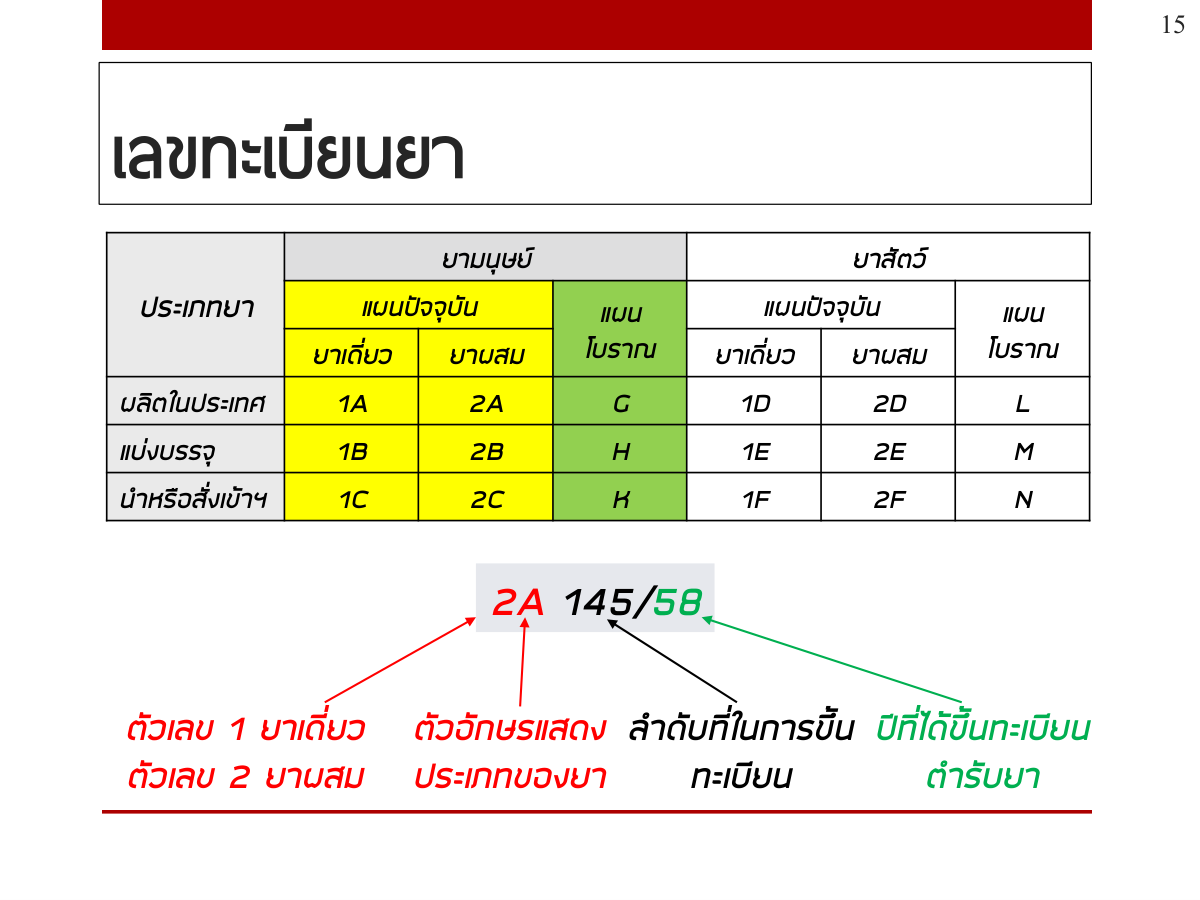 15
เลขทะเบียนยา
ประเภทยา
ยามนุษย์
ยาสัตว์
แผนปัจจุบัน
แผน
โบราณ
แผนปัจจุบัน
แผน
โบราณ
ยาเดี่ยว ยาผสม ยาเดี่ยว ยาผสม
ผลิตในประเทศ 1A 2A G 1D 2D L
แบ่งบรรจุ 1B 2B H 1E 2E M
นำหรือสั่งเข้าฯ 1C 2C K 1F 2F N
2A 145/58
ตัวเลข 1 ยาเดี่ยว
ตัวเลข 2 ยาผสม
ตัวอักษรแสดง
ประเภทของยา
ลำดับที่ในการขึ้น
ทะเบียน
ปีที่ได้ขึ้นทะเบียน
ตำรับยา